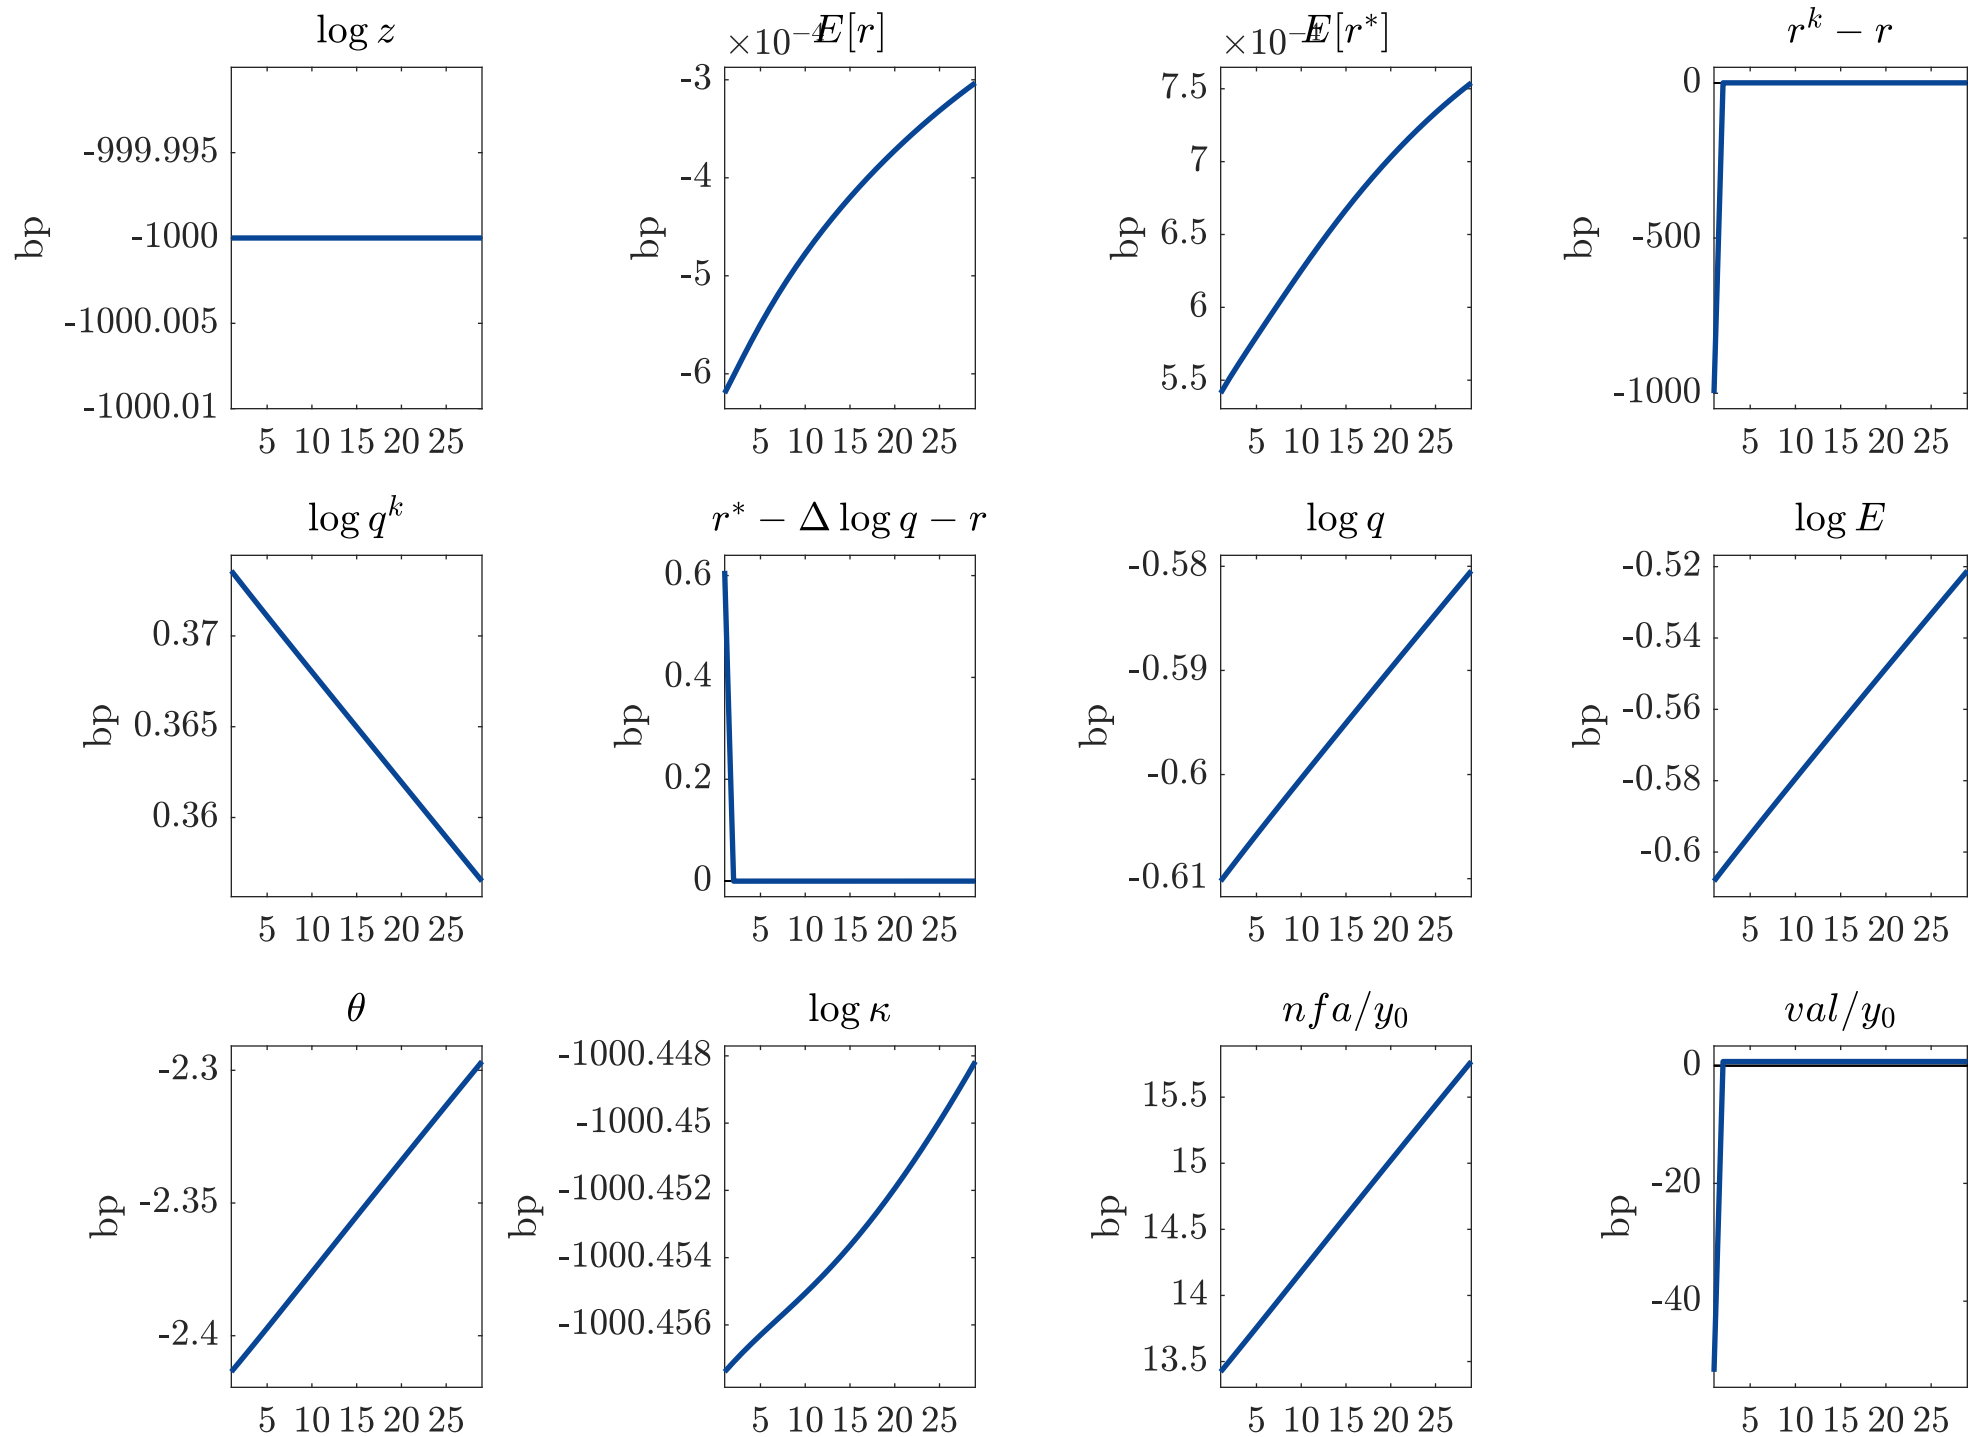 log z
×10⁻⁴ E[r]
×10⁻⁴ E[r*]
rᵏ − r
bp
-999.995
-1000
-1000.005
-1000.01
5 10 15 20 25
bp
-3
-4
-5
-6
5 10 15 20 25
bp
7.5
7
6.5
6
5.5
5 10 15 20 25
bp
0
-500
-1000
5 10 15 20 25
log qᵏ
r* − Δ log q − r
log q
log E
bp
0.37
0.365
0.36
5 10 15 20 25
bp
0.6
0.4
0.2
0
5 10 15 20 25
bp
-0.58
-0.59
-0.6
-0.61
5 10 15 20 25
bp
-0.52
-0.54
-0.56
-0.58
-0.6
5 10 15 20 25
θ
log κ
nfa/y₀
val/y₀
bp
-2.3
-2.35
-2.4
5 10 15 20 25
bp
-1000.448
-1000.45
-1000.452
-1000.454
-1000.456
5 10 15 20 25
bp
15.5
15
14.5
14
13.5
5 10 15 20 25
bp
0
-20
-40
5 10 15 20 25